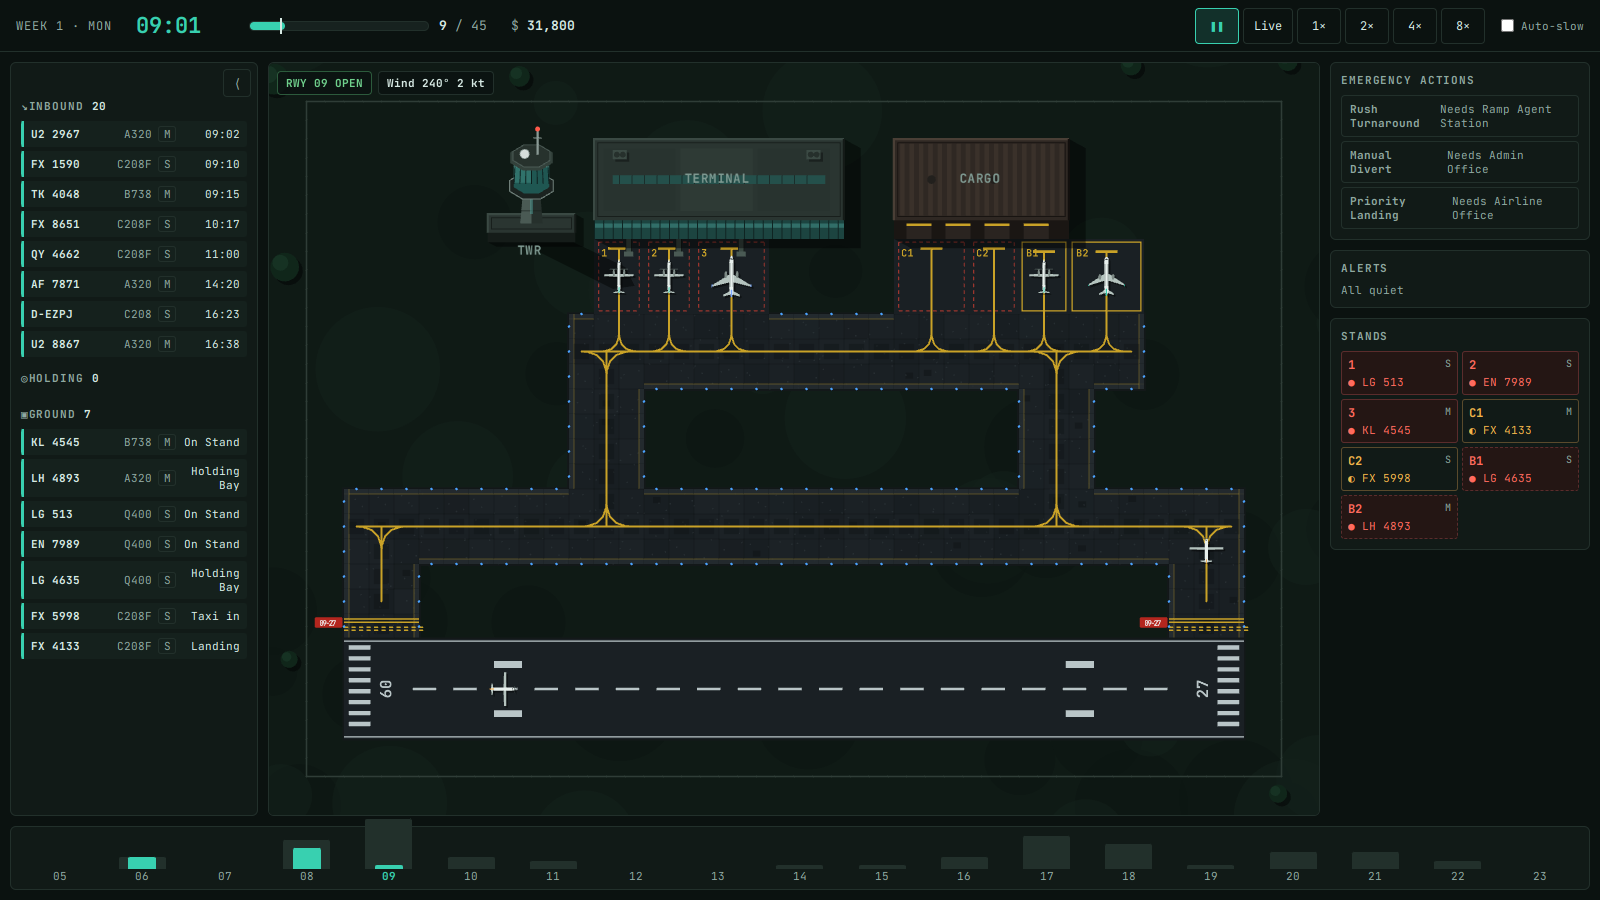 WEEK 1 · MON 09:01 9 / 45 $ 31,800
Live 1× 2× 4× 8× Auto-slow
INBOUND 20
U2 2967 A320 M 09:02
FX 1590 C208F S 09:10
TK 4048 B738 M 09:15
FX 8651 C208F S 10:17
QY 4662 C208F S 11:00
AF 7871 A320 M 14:20
D-EZPJ C208 S 16:23
U2 8867 A320 M 16:38
HOLDING 0
GROUND 7
KL 4545 B738 M On Stand
LH 4893 A320 M Holding Bay
LG 513 Q400 S On Stand
EN 7989 Q400 S On Stand
LG 4635 Q400 S Holding Bay
FX 5998 C208F S Taxi in
FX 4133 C208F S Landing
RWY 09 OPEN Wind 240° 2 kt
TERMINAL
CARGO
TWR
1 2 3 C1 C2 B1 B2
09-27 09-27
09 27
EMERGENCY ACTIONS
Rush Turnaround Needs Ramp Agent Station
Manual Divert Needs Admin Office
Priority Landing Needs Airline Office
ALERTS
All quiet
STANDS
1 S 2 S
LG 513 EN 7989
3 M C1 M
KL 4545 FX 4133
C2 S B1 S
FX 5998 LG 4635
B2 M
LH 4893
05 06 07 08 09 10 11 12 13 14 15 16 17 18 19 20 21 22 23